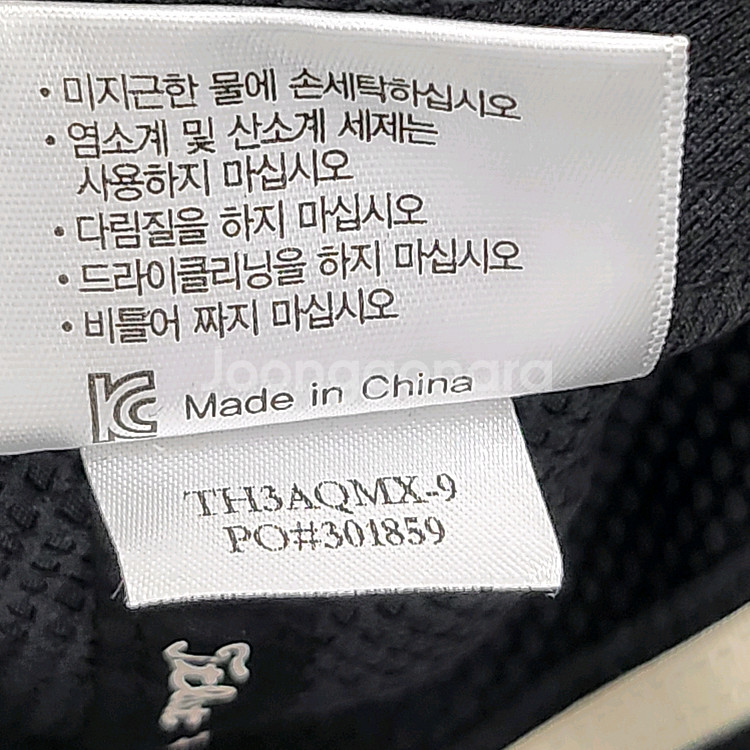 • 미지근한 물에 손세탁하십시오
• 염소계 및 산소계 세제는
사용하지 마십시오
• 다림질을 하지 마십시오
• 드라이클리닝을 하지 마십시오
• 비틀어 짜지 마십시오
Joonggonara
KC Made in China
TH3AQMX-9
PO#301859